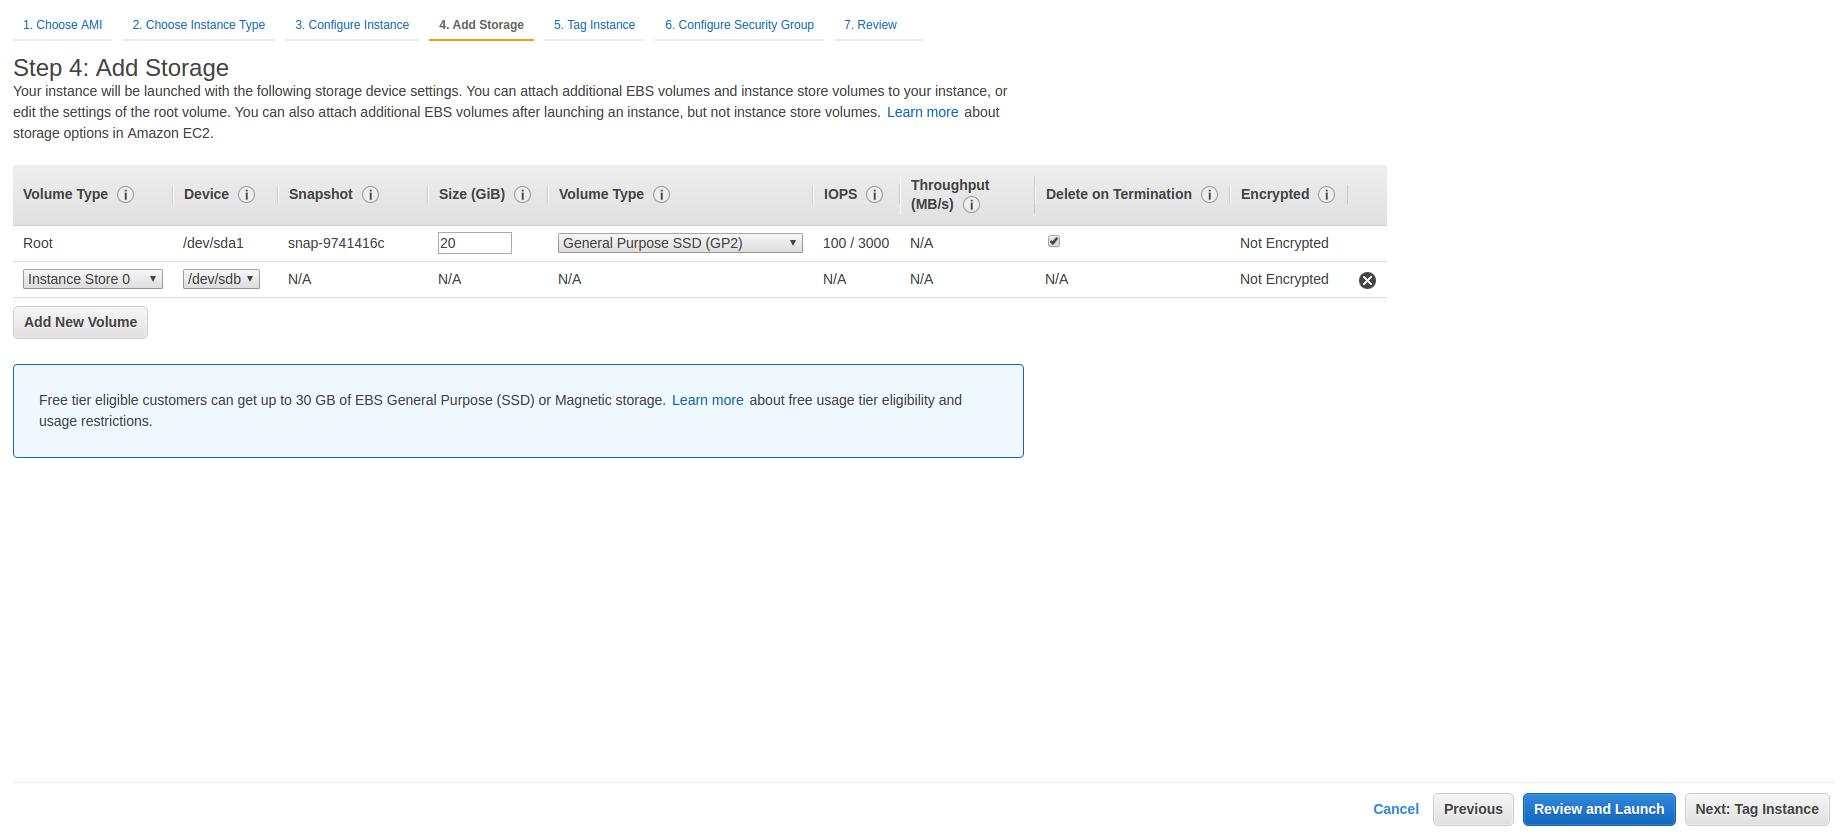 1. Choose AMI 2. Choose Instance Type 3. Configure Instance 4. Add Storage 5. Tag Instance 6. Configure Security Group 7. Review
Step 4: Add Storage
Your instance will be launched with the following storage device settings. You can attach additional EBS volumes and instance store volumes to your instance, or
edit the settings of the root volume. You can also attach additional EBS volumes after launching an instance, but not instance store volumes. Learn more about
storage options in Amazon EC2.
Volume Type Device Snapshot Size (GiB) Volume Type IOPS Throughput (MB/s) Delete on Termination Encrypted
Root /dev/sda1 snap-9741416c 20 General Purpose SSD (GP2) 100 / 3000 N/A Not Encrypted
Instance Store 0 /dev/sdb N/A N/A N/A N/A N/A N/A Not Encrypted
Add New Volume
Free tier eligible customers can get up to 30 GB of EBS General Purpose (SSD) or Magnetic storage. Learn more about free usage tier eligibility and
usage restrictions.
Cancel Previous Review and Launch Next: Tag Instance